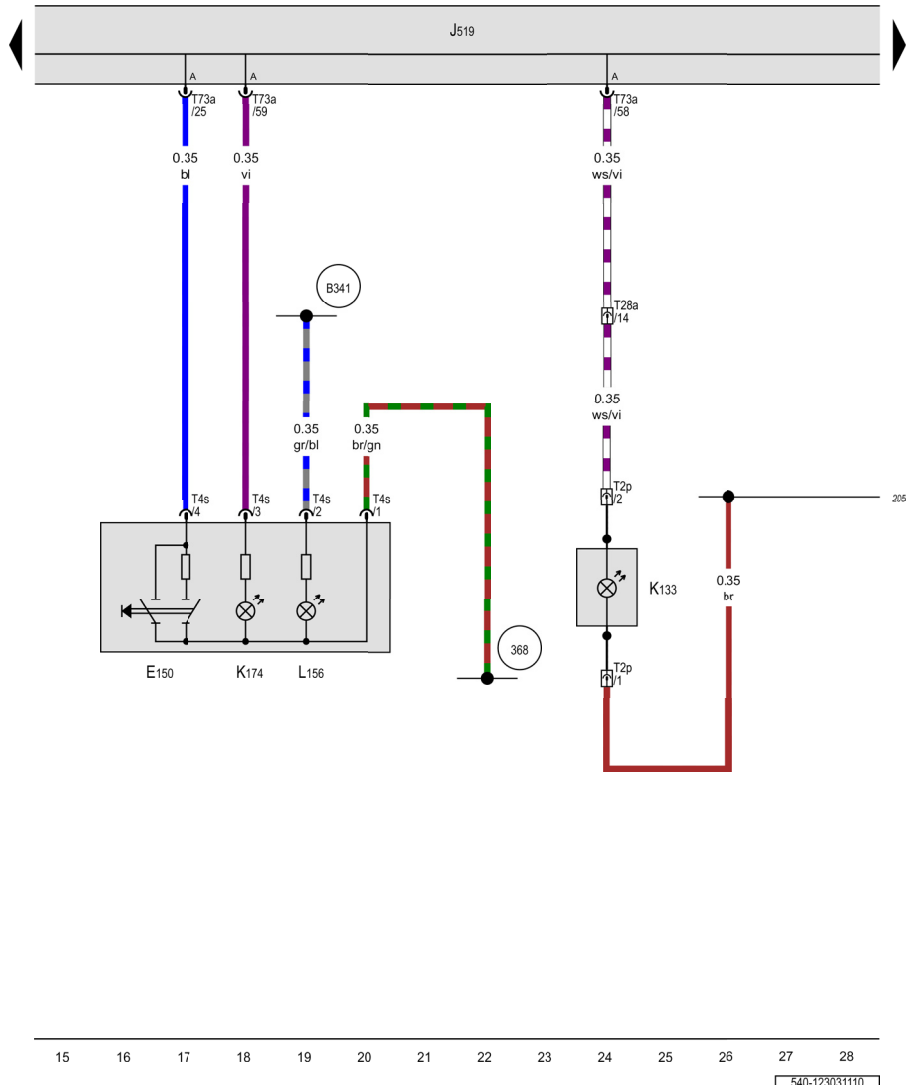 J519
A A A
T73a T73a T73a
/25 /59 /58
0.35 0.35 0.35
bl vi ws/vi
B341
T28a
/14
0.35
ws/vi
0.35 0.35
gr/bl br/gn
T2p
/2
T4s T4s T4s T4s
/4 /3 /2 /1
205
0.35
br
K133
368
T2p
/1
E150 K174 L156
15 16 17 18 19 20 21 22 23 24 25 26 27 28
540-123031110